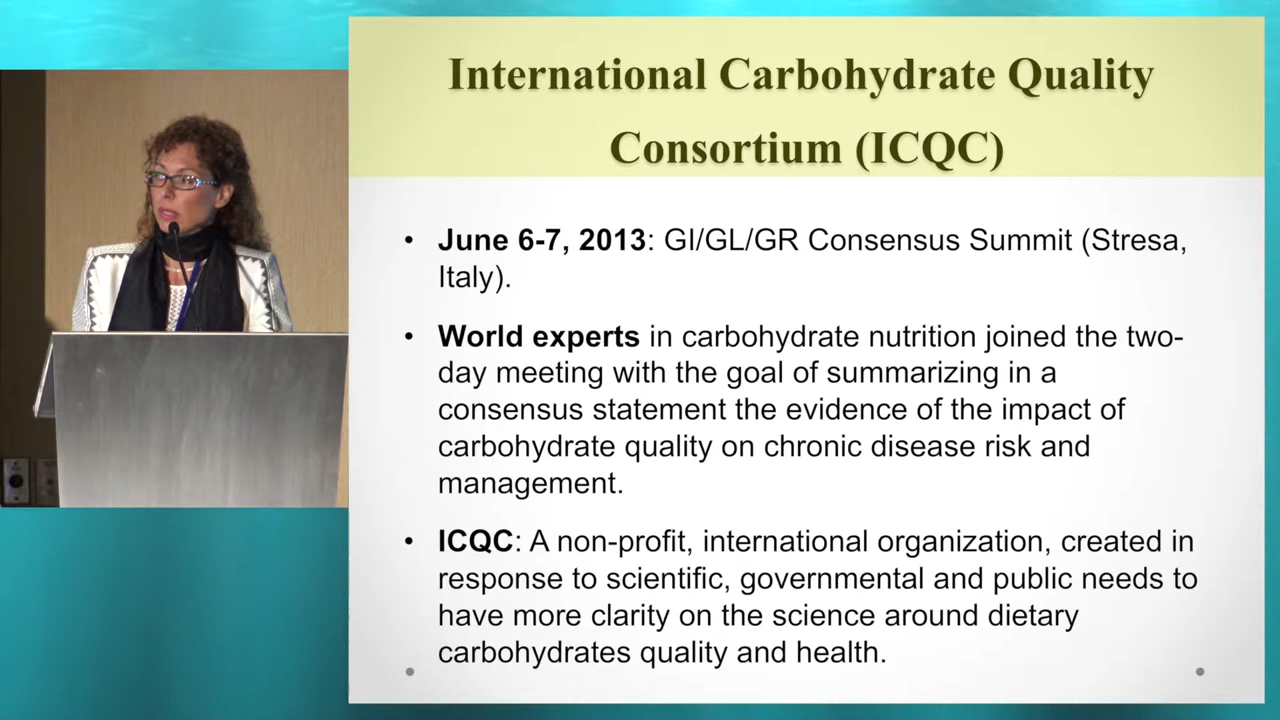 International Carbohydrate Quality
Consortium (ICQC)
• June 6-7, 2013: GI/GL/GR Consensus Summit (Stresa,
Italy).
• World experts in carbohydrate nutrition joined the two-
day meeting with the goal of summarizing in a
consensus statement the evidence of the impact of
carbohydrate quality on chronic disease risk and
management.
• ICQC: A non-profit, international organization, created in
response to scientific, governmental and public needs to
have more clarity on the science around dietary
carbohydrates quality and health.